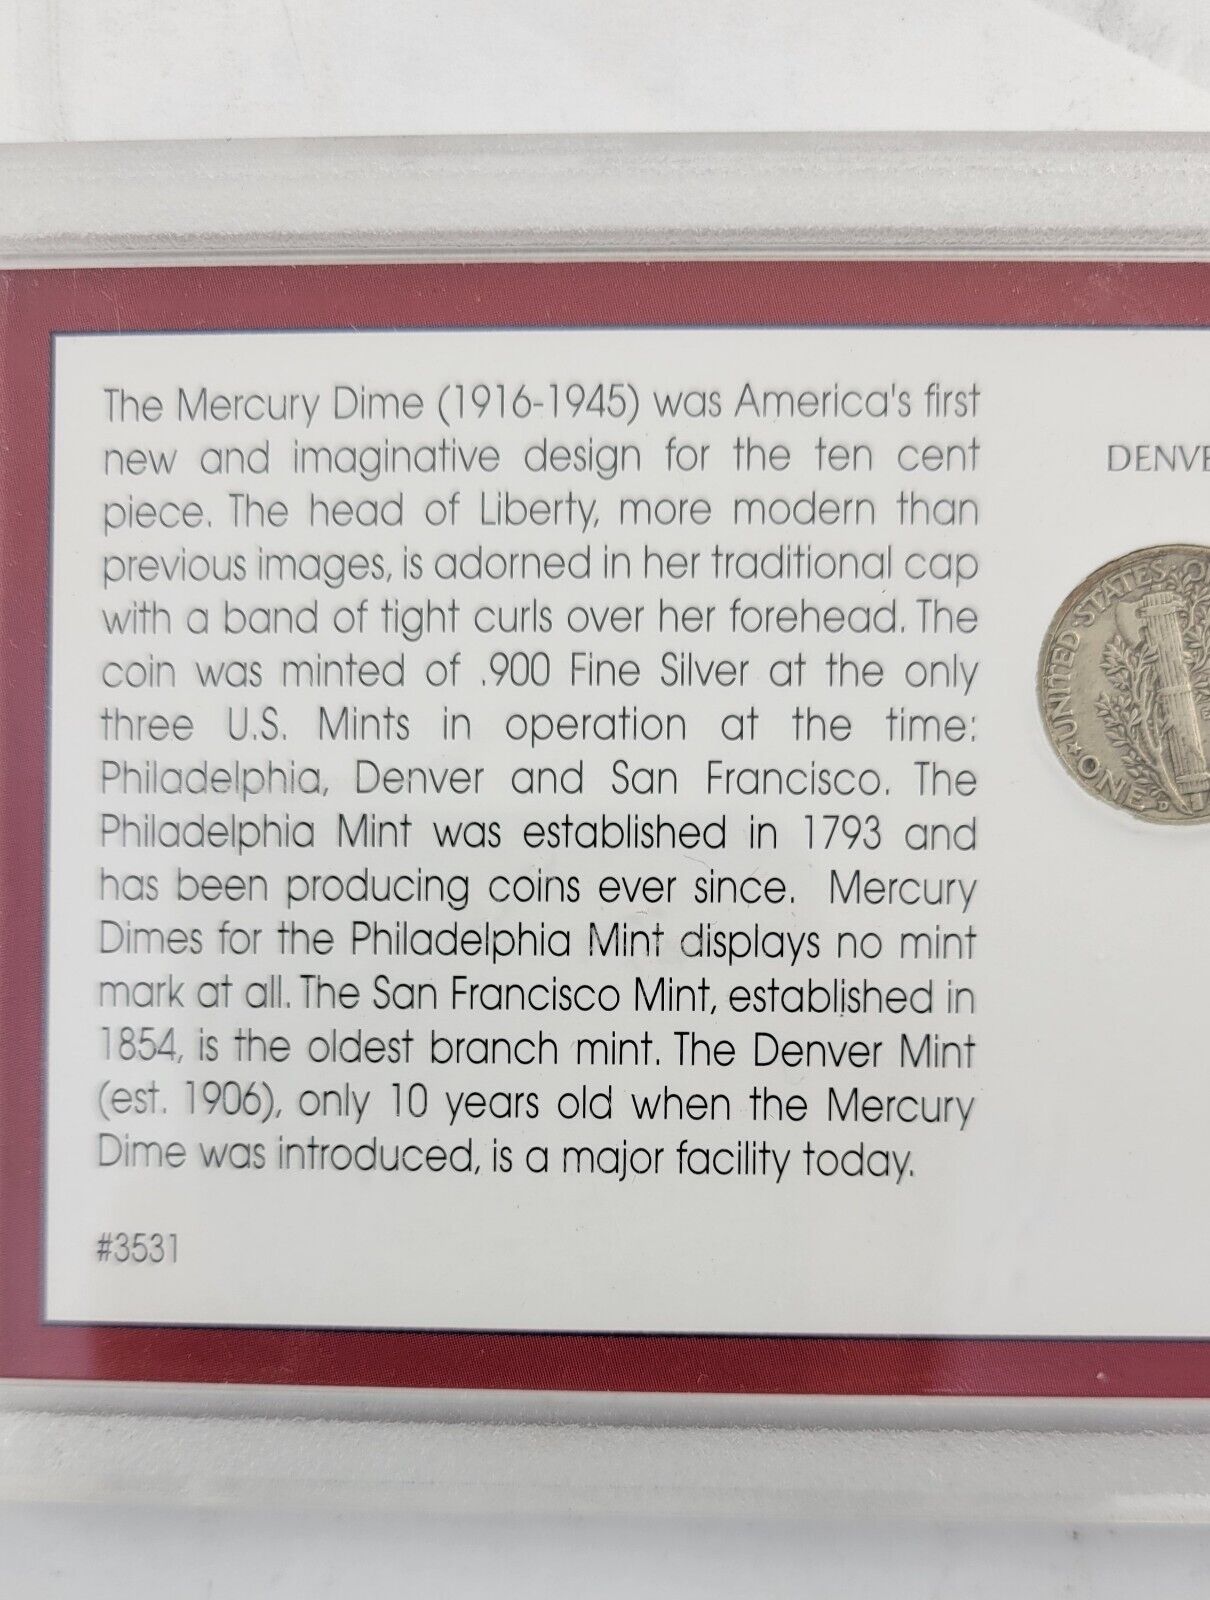 The Mercury Dime (1916-1945) was America's first
new and imaginative design for the ten cent
piece. The head of Liberty, more modern than
previous images, is adorned in her traditional cap
with a band of tight curls over her forehead. The
coin was minted of .900 Fine Silver at the only
three U.S. Mints in operation at the time:
Philadelphia, Denver and San Francisco. The
Philadelphia Mint was established in 1793 and
has been producing coins ever since. Mercury
Dimes for the Philadelphia Mint displays no mint
mark at all. The San Francisco Mint, established in
1854, is the oldest branch mint. The Denver Mint
(est. 1906), only 10 years old when the Mercury
Dime was introduced, is a major facility today.
#3531
DENVE
UNITED STATES O
ONE D